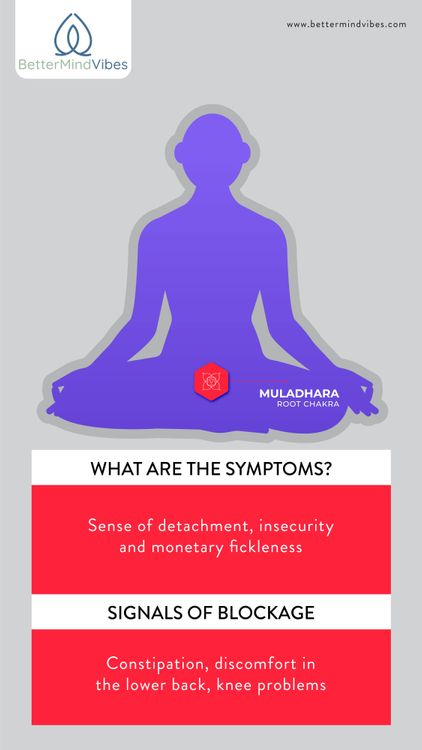 www.bettermindvibes.com
BetterMindVibes
MULADHARA
ROOT CHAKRA
WHAT ARE THE SYMPTOMS?
Sense of detachment, insecurity
and monetary fickleness
SIGNALS OF BLOCKAGE
Constipation, discomfort in
the lower back, knee problems